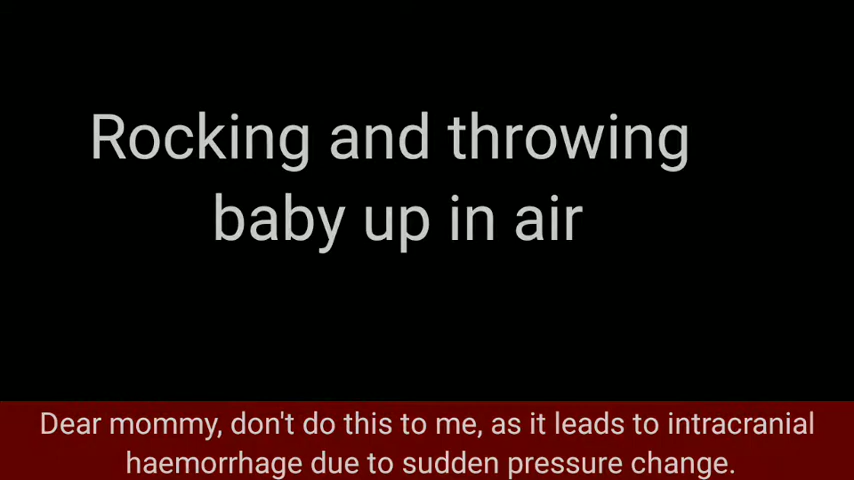 Rocking and throwing
baby up in air
Dear mommy, don't do this to me, as it leads to intracranial
haemorrhage due to sudden pressure change.